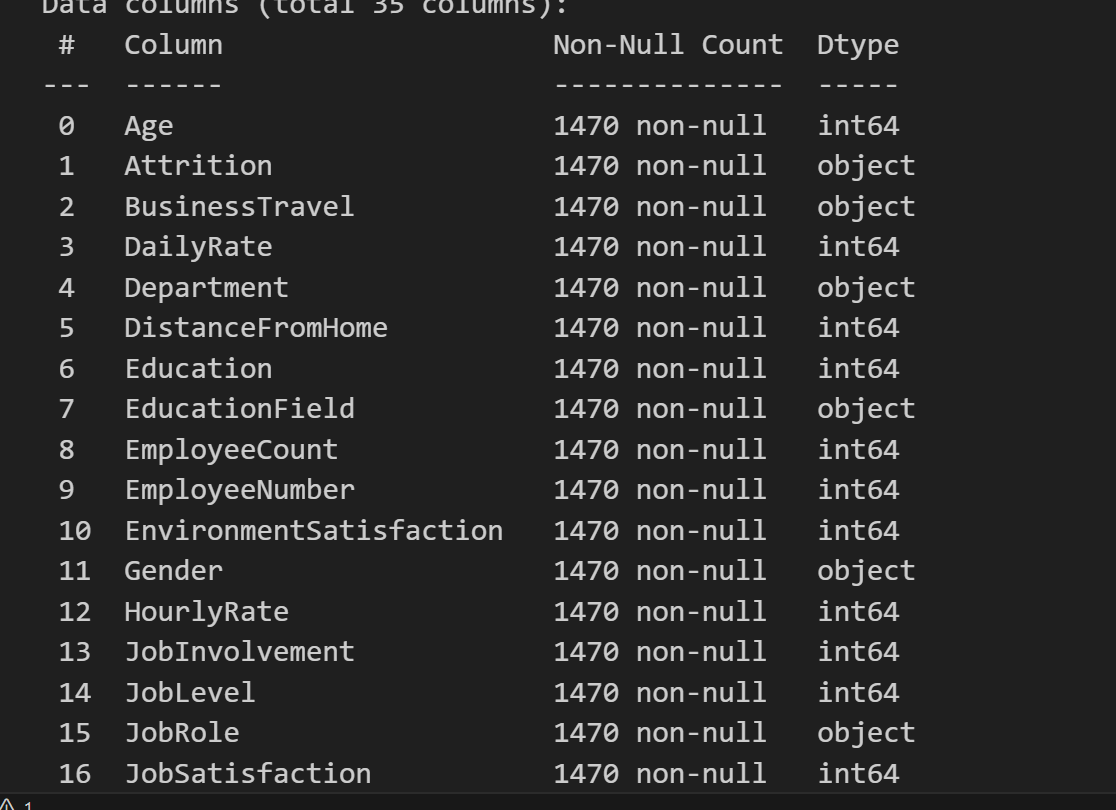 Data columns (total 35 columns):
 #   Column                    Non-Null Count  Dtype
---  ------                    --------------  -----
 0   Age                       1470 non-null   int64
 1   Attrition                 1470 non-null   object
 2   BusinessTravel            1470 non-null   object
 3   DailyRate                 1470 non-null   int64
 4   Department                1470 non-null   object
 5   DistanceFromHome          1470 non-null   int64
 6   Education                 1470 non-null   int64
 7   EducationField            1470 non-null   object
 8   EmployeeCount             1470 non-null   int64
 9   EmployeeNumber            1470 non-null   int64
 10  EnvironmentSatisfaction   1470 non-null   int64
 11  Gender                    1470 non-null   object
 12  HourlyRate                1470 non-null   int64
 13  JobInvolvement            1470 non-null   int64
 14  JobLevel                  1470 non-null   int64
 15  JobRole                   1470 non-null   object
 16  JobSatisfaction           1470 non-null   int64
1